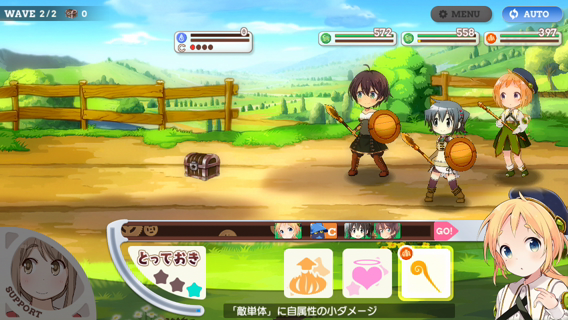 WAVE 2/2 0
MENU
AUTO
0
572
558
397
C
C
GO!
とっておき
SUPPORT
「敵単体」に自属性の小ダメージ